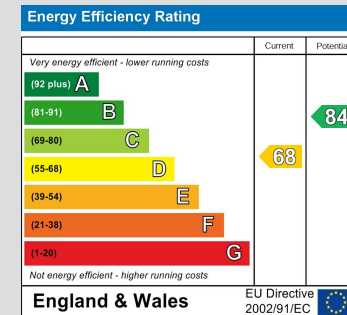 Energy Efficiency Rating
Current Potentia
Very energy efficient - lower running costs
(92 plus) A
(81-91) B
84
(69-80) C
68
(55-68) D
(39-54) E
(21-38) F
(1-20) G
Not energy efficient - higher running costs
England & Wales
EU Directive
2002/91/EC